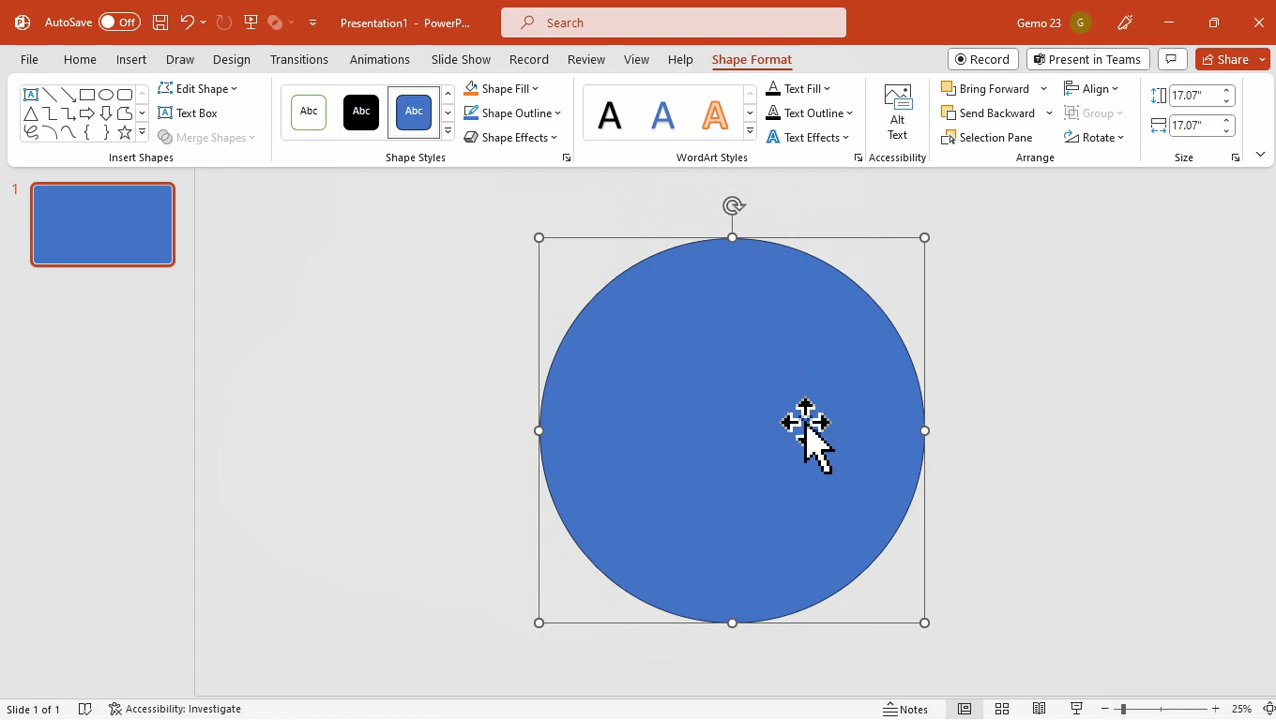 AutoSave Off Presentation1 - PowerP... Search Gemo 23 G
File Home Insert Draw Design Transitions Animations Slide Show Record Review View Help Shape Format Record Present in Teams Share
Edit Shape
Text Box
Merge Shapes
Insert Shapes
Abc Abc Abc
Shape Fill
Shape Outline
Shape Effects
Shape Styles
A A A
Text Fill
Text Outline
Text Effects
WordArt Styles
Alt
Text
Accessibility
Bring Forward
Send Backward
Selection Pane
Align
Group
Rotate
Arrange
17.07"
17.07"
Size
1
Slide 1 of 1 Accessibility: Investigate Notes 25%